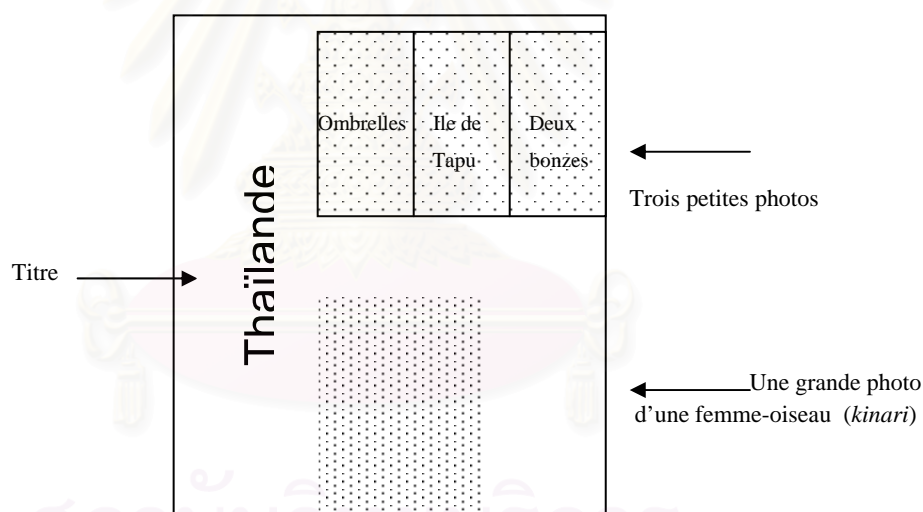 Ombrelles
Ile de
Tapu
Deux
bonzes
Trois petites photos
Thaïlande
Titre
Une grande photo
d'une femme-oiseau (kinari)